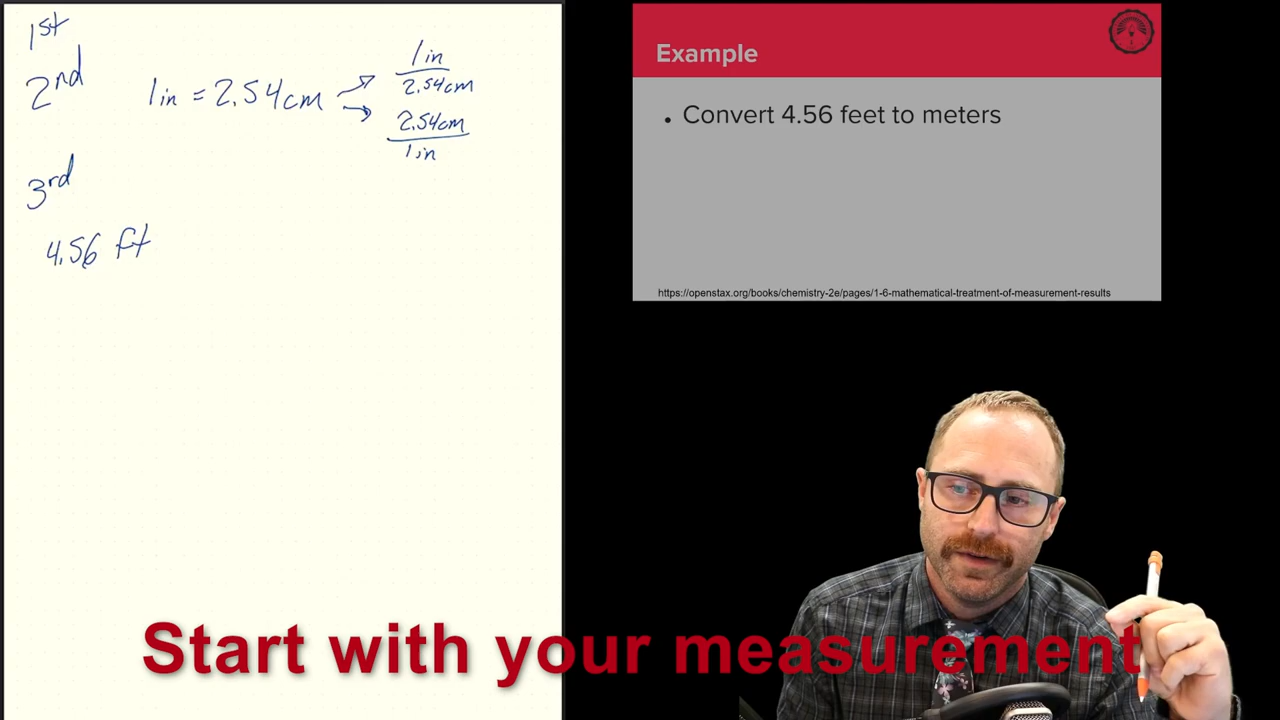 1st
2nd
1in = 2.54cm
1in
2.54cm
2.54cm
1in
3rd
4.56 ft
Example
• Convert 4.56 feet to meters
https://openstax.org/books/chemistry-2e/pages/1-6-mathematical-treatment-of-measurement-results
Start with your measurement